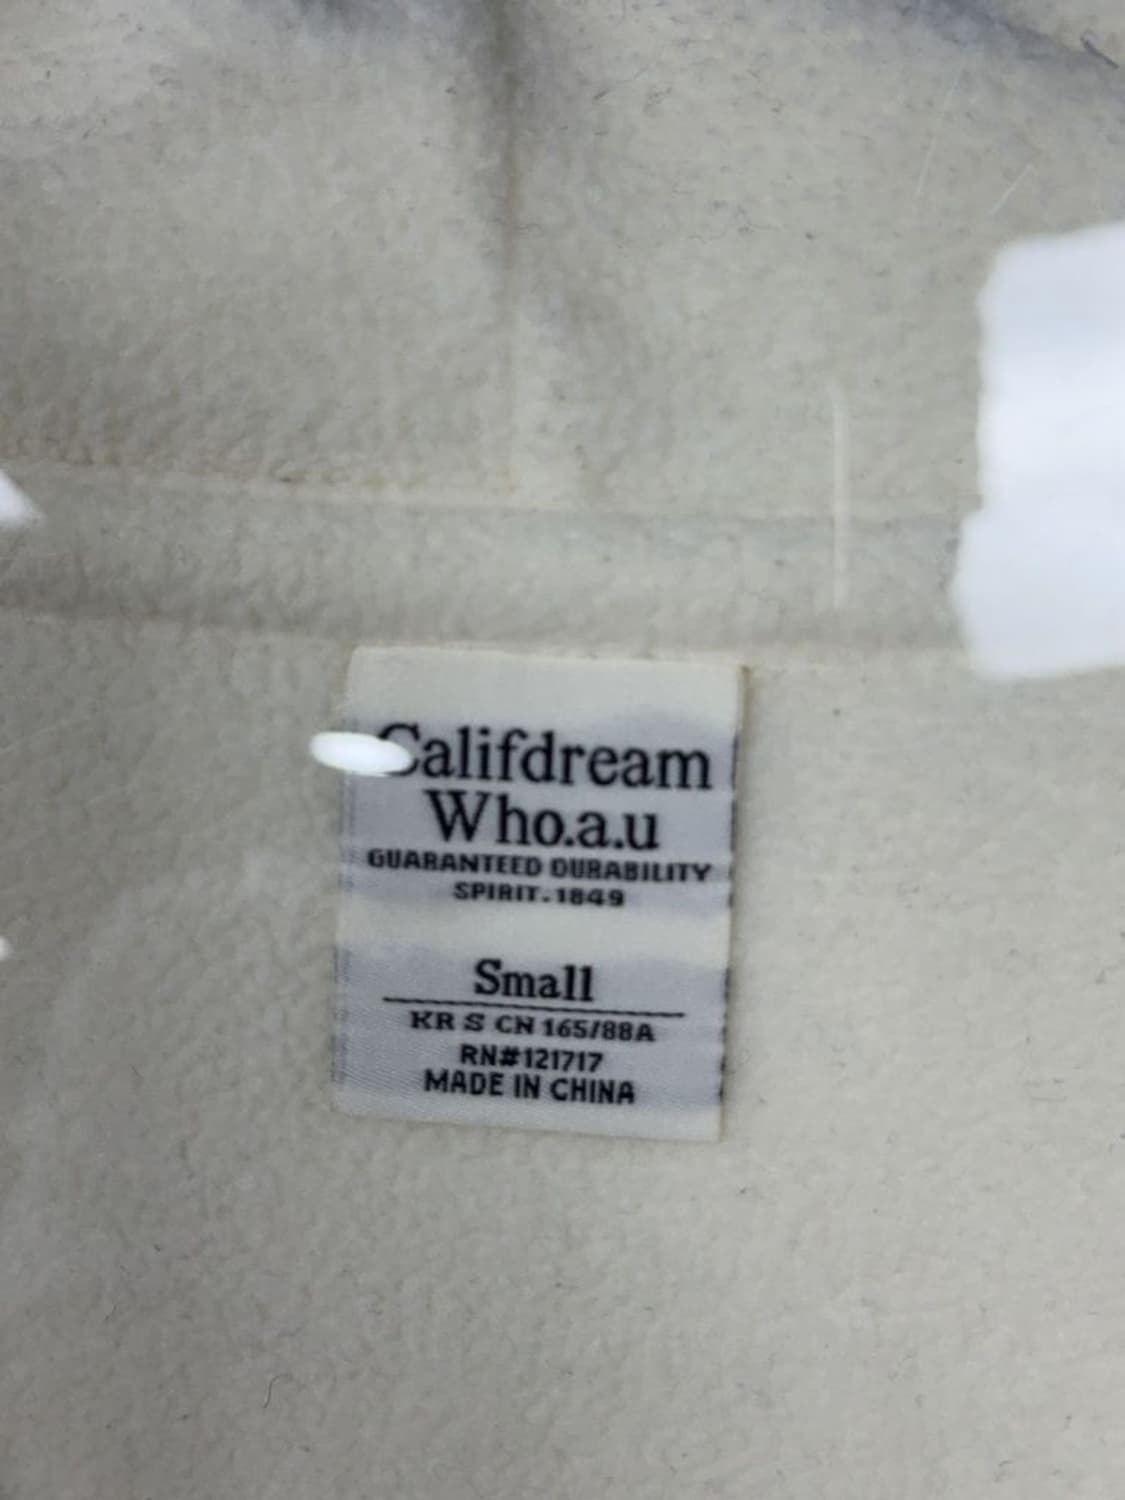 Califdream
Who.a.u
GUARANTEED DURABILITY
SPIRIT.1849
Small
KR S CN 165/88A
RN#121717
MADE IN CHINA